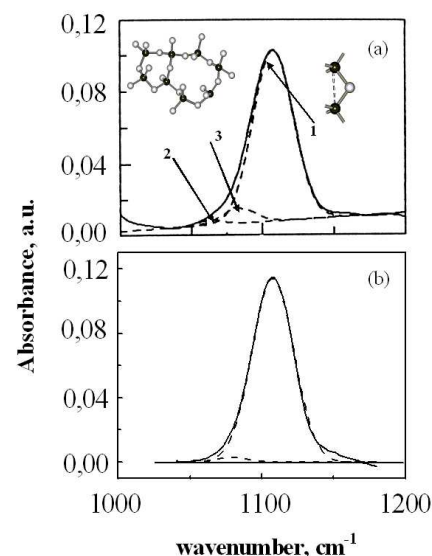 (a)
0,12
0,08
0,04
0,00
1
2
3
(b)
0,12
0,08
0,04
0,00
1000 1100 1200
Absorbance, a.u.
wavenumber, cm⁻¹